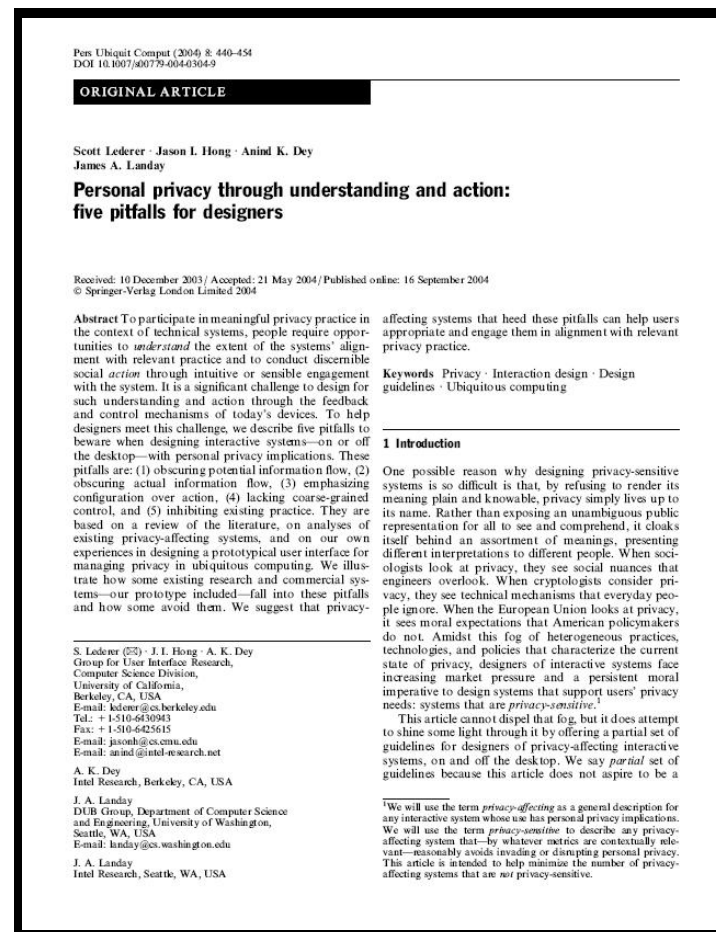 Pers Ubiquit Comput (2004) 8: 440–454
DOI 10.1007/s00779-004-0304-9
ORIGINAL ARTICLE
Scott Lederer · Jason I. Hong · Anind K. Dey
James A. Landay
Personal privacy through understanding and action:
five pitfalls for designers
Received: 10 December 2003 / Accepted: 21 May 2004 / Published online: 16 September 2004
© Springer-Verlag London Limited 2004
Abstract To participate in meaningful privacy practice in
the context of technical systems, people require oppor-
tunities to understand the extent of the systems' align-
ment with relevant practice and to conduct discernible
social action through intuitive or sensible engagement
with the system. It is a significant challenge to design for
such understanding and action through the feedback
and control mechanisms of today's devices. To help
designers meet this challenge, we describe five pitfalls to
beware when designing interactive systems—on or off
the desktop—with personal privacy implications. These
pitfalls are: (1) obscuring potential information flow, (2)
obscuring actual information flow, (3) emphasizing
configuration over action, (4) lacking coarse-grained
control, and (5) inhibiting existing practice. They are
based on a review of the literature, on analyses of
existing privacy-affecting systems, and on our own
experiences in designing a prototypical user interface for
managing privacy in ubiquitous computing. We illus-
trate how some existing research and commercial sys-
tems—our prototype included—fall into these pitfalls
and how some avoid them. We suggest that privacy-
S. Lederer (✉) · J. I. Hong · A. K. Dey
Group for User Interface Research,
Computer Science Division,
University of California,
Berkeley, CA, USA
E-mail: lederer@cs.berkeley.edu
Tel.: +1-510-6430943
Fax: +1-510-6425615
E-mail: jasonh@cs.cmu.edu
E-mail: anind@intel-research.net
A. K. Dey
Intel Research, Berkeley, CA, USA
J. A. Landay
DUB Group, Department of Computer Science
and Engineering, University of Washington,
Seattle, WA, USA
E-mail: landay@cs.washington.edu
J. A. Landay
Intel Research, Seattle, WA, USA
affecting systems that heed these pitfalls can help users
appropriate and engage them in alignment with relevant
privacy practice.
Keywords Privacy · Interaction design · Design
guidelines · Ubiquitous computing
1 Introduction
One possible reason why designing privacy-sensitive
systems is so difficult is that, by refusing to render its
meaning plain and knowable, privacy simply lives up to
its name. Rather than exposing an unambiguous public
representation for all to see and comprehend, it cloaks
itself behind an assortment of meanings, presenting
different interpretations to different people. When soci-
ologists look at privacy, they see social nuances that
engineers overlook. When cryptologists consider pri-
vacy, they see technical mechanisms that everyday peo-
ple ignore. When the European Union looks at privacy,
it sees moral expectations that American policymakers
do not. Amidst this fog of heterogeneous practices,
technologies, and policies that characterize the current
state of privacy, designers of interactive systems face
increasing market pressure and a persistent moral
imperative to design systems that support users' privacy
needs: systems that are privacy-sensitive.¹
This article cannot dispel that fog, but it does attempt
to shine some light through it by offering a partial set of
guidelines for designers of privacy-affecting interactive
systems, on and off the desktop. We say partial set of
guidelines because this article does not aspire to be a
¹We will use the term privacy-affecting as a general description for
any interactive system whose use has personal privacy implications.
We will use the term privacy-sensitive to describe any privacy-
affecting system that—by whatever metrics are contextually rele-
vant—reasonably avoids invading or disrupting personal privacy.
This article is intended to help minimize the number of privacy-
affecting systems that are not privacy-sensitive.